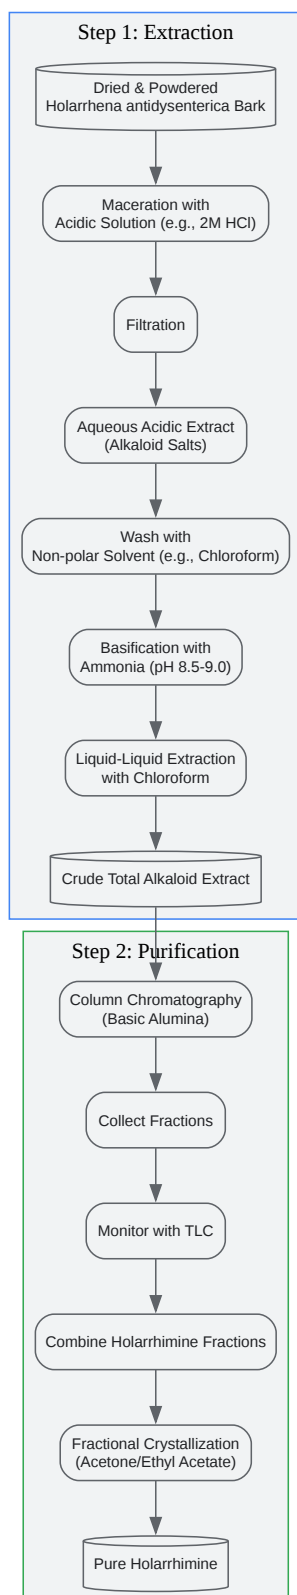 Step 1: Extraction
Dried & Powdered
Holarrhena antidysenterica Bark
Maceration with
Acidic Solution (e.g., 2M HCl)
Filtration
Aqueous Acidic Extract
(Alkaloid Salts)
Wash with
Non-polar Solvent (e.g., Chloroform)
Basification with
Ammonia (pH 8.5-9.0)
Liquid-Liquid Extraction
with Chloroform
Crude Total Alkaloid Extract
Step 2: Purification
Column Chromatography
(Basic Alumina)
Collect Fractions
Monitor with TLC
Combine Holarrhimine Fractions
Fractional Crystallization
(Acetone/Ethyl Acetate)
Pure Holarrhimine